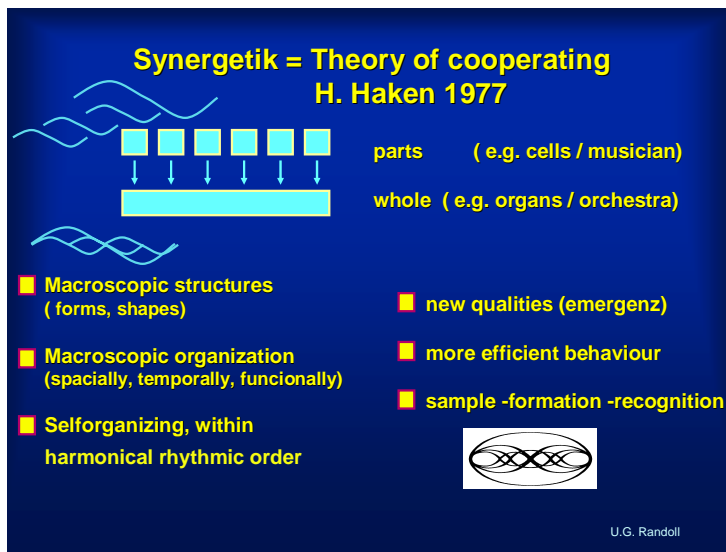 Synergetik = Theory of cooperating
H. Haken 1977
parts ( e.g. cells / musician)
whole ( e.g. organs / orchestra)
Macroscopic structures
( forms, shapes)
Macroscopic organization
(spacially, temporally, funcionally)
Selforganizing, within
harmonical rhythmic order
new qualities (emergenz)
more efficient behaviour
sample -formation -recognition
U.G. Randoll